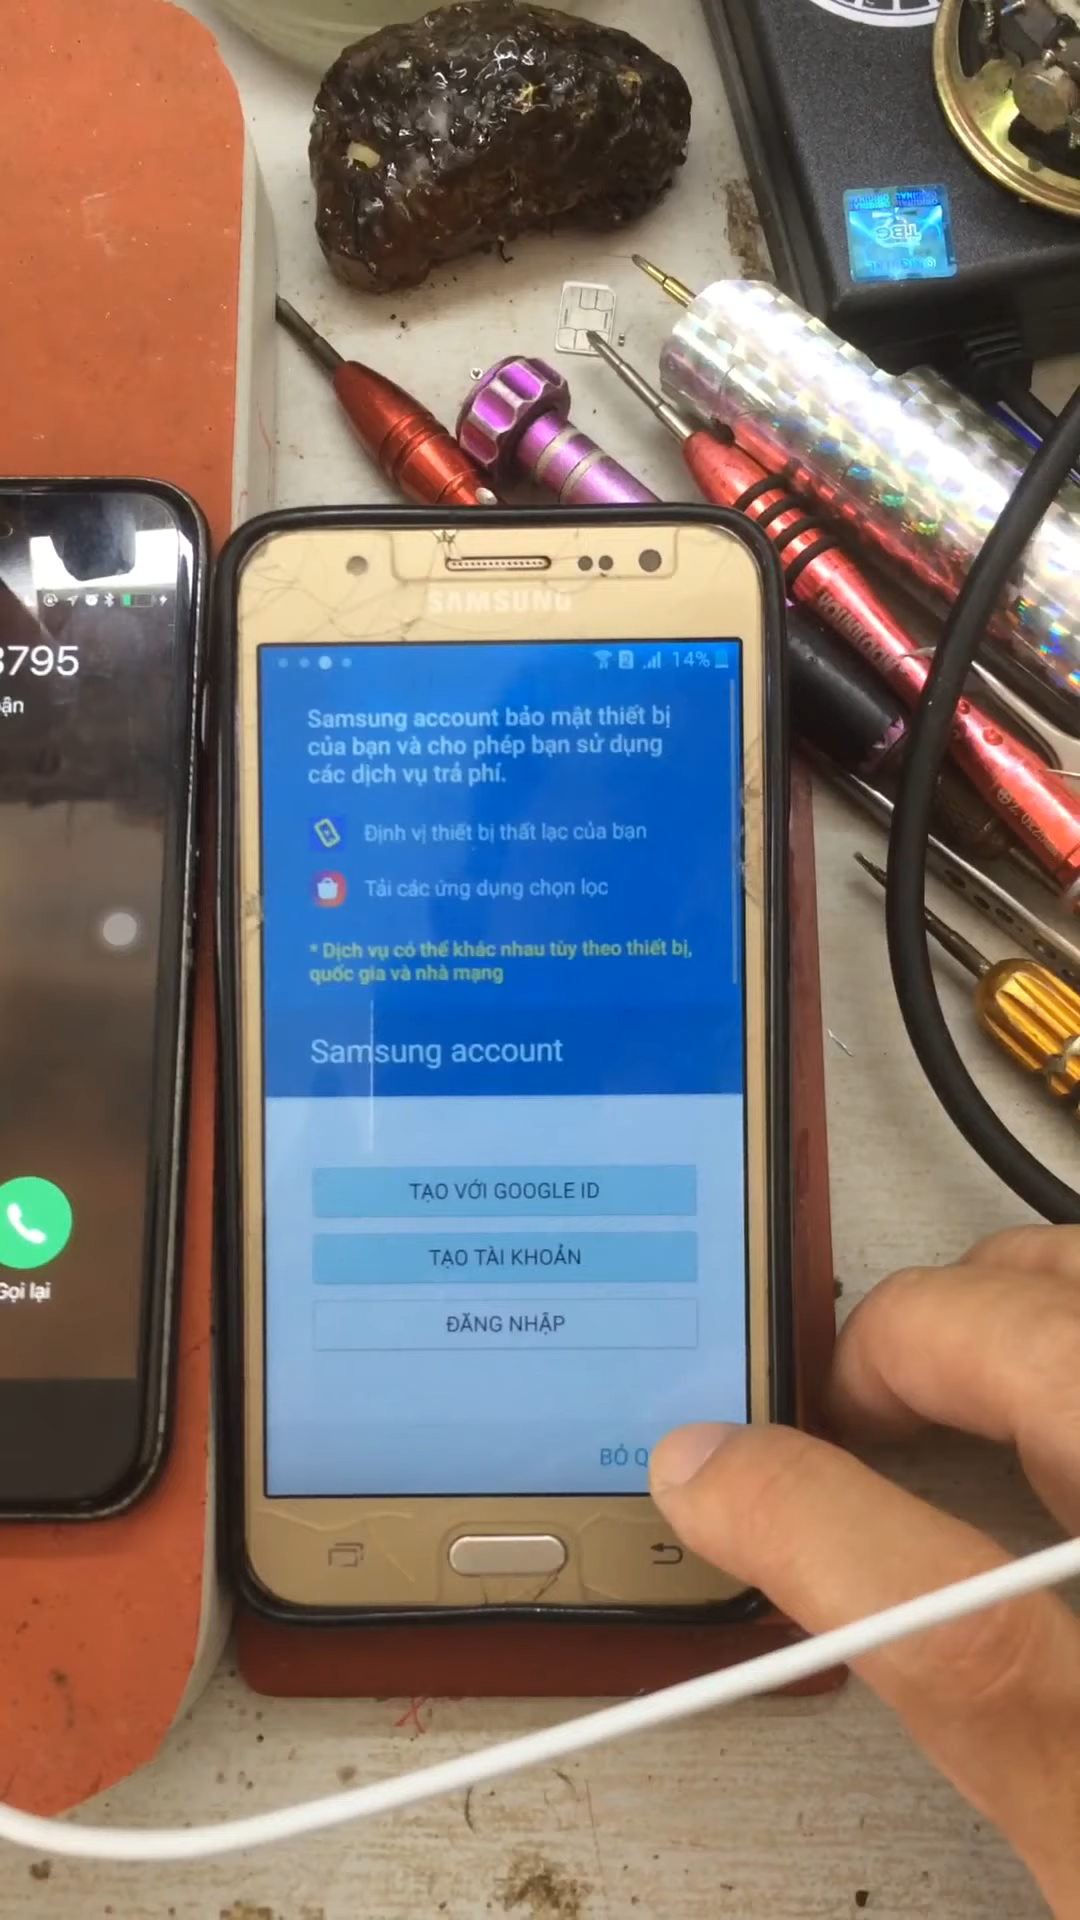 3795
SAMSUNG
2
14%
Samsung account bảo mật thiết bị
của bạn và cho phép bạn sử dụng
các dịch vụ trả phí.
Định vị thiết bị thất lạc của bạn
Tải các ứng dụng chọn lọc
* Dịch vụ có thể khác nhau tùy theo thiết bị,
quốc gia và nhà mạng
Samsung account
TẠO VỚI GOOGLE ID
TẠO TÀI KHOẢN
ĐĂNG NHẬP
BỎ Q
Gọi lại
TBC